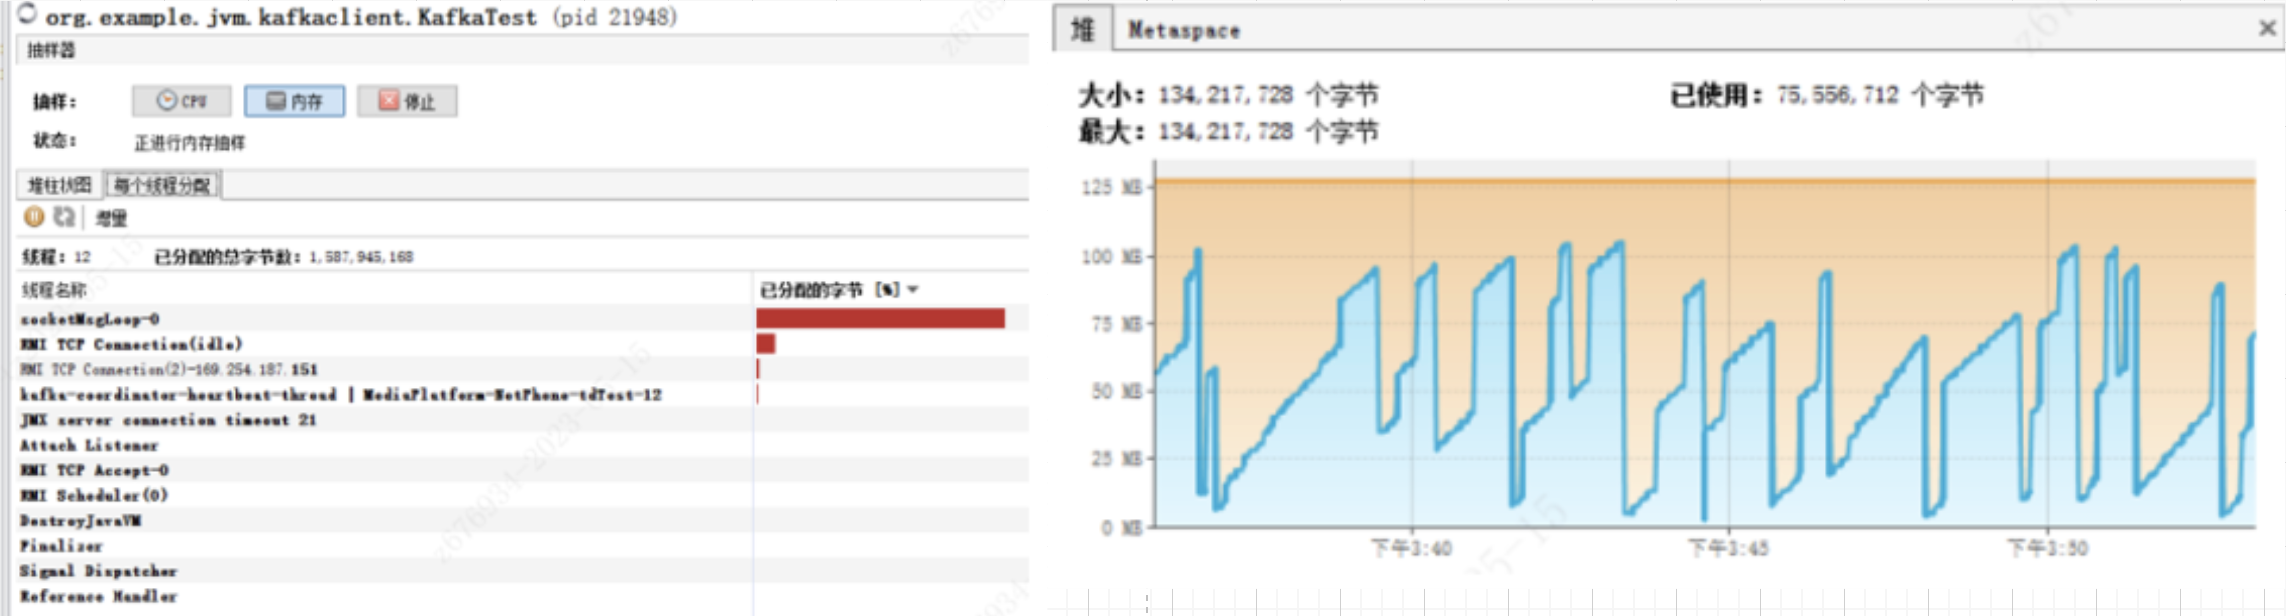 org.example.jvm.kafkaclient.KafkaTest (pid 21948)
抽样器
抽样: CPU 内存 停止
状态: 正进行内存抽样
堆柱状图 每个线程分配
增量
线程: 12 已分配的总字节数: 1,587,945,168
线程名称 已分配的字节 [%]
socketMsgLoop-0
RMI TCP Connection(idle)
RMI TCP Connection(2)-169.254.187.151
kafka-coordinator-heartbeat-thread | MediaPlatform-NetPhone-tdTest-12
JMX server connection timeout 21
Attach Listener
RMI TCP Accept-0
RMI Scheduler(0)
DestroyJavaVM
Finalizer
Signal Dispatcher
Reference Handler
堆 Metaspace
大小: 134,217,728 个字节 已使用: 75,556,712 个字节
最大: 134,217,728 个字节
125 MB
100 MB
75 MB
50 MB
25 MB
0 MB
下午3:40 下午3:45 下午3:50